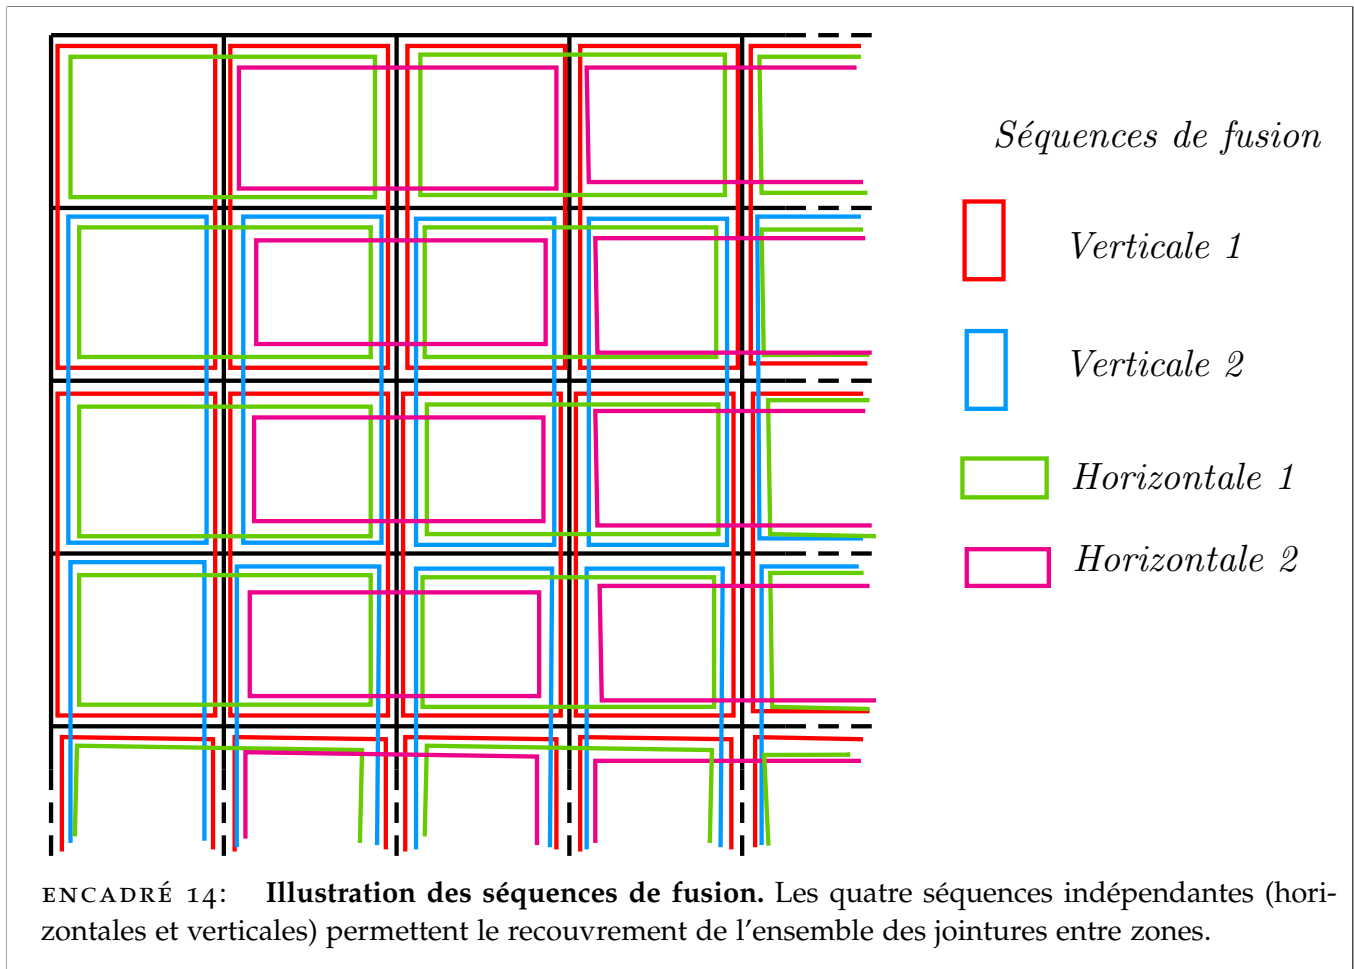 Séquences de fusion
Verticale 1
Verticale 2
Horizontale 1
Horizontale 2
ENCADRÉ 14: Illustration des séquences de fusion. Les quatre séquences indépendantes (hori-
zontales et verticales) permettent le recouvrement de l'ensemble des jointures entre zones.